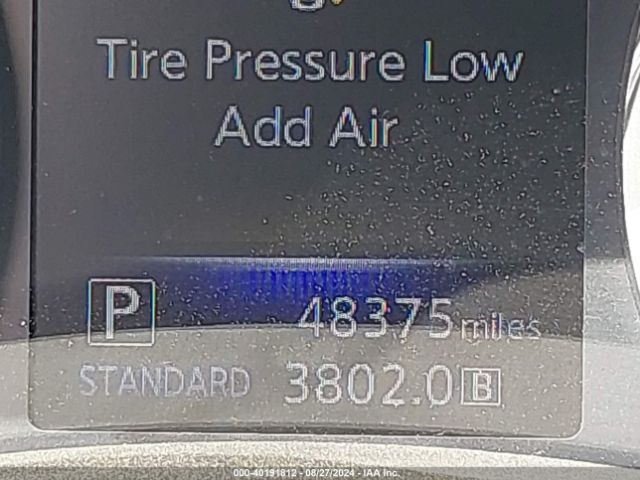 Tire Pressure Low
Add Air
P 48375 miles
STANDARD 3802.0 B
000-40191812 - 08/27/2024 - IAA Inc.